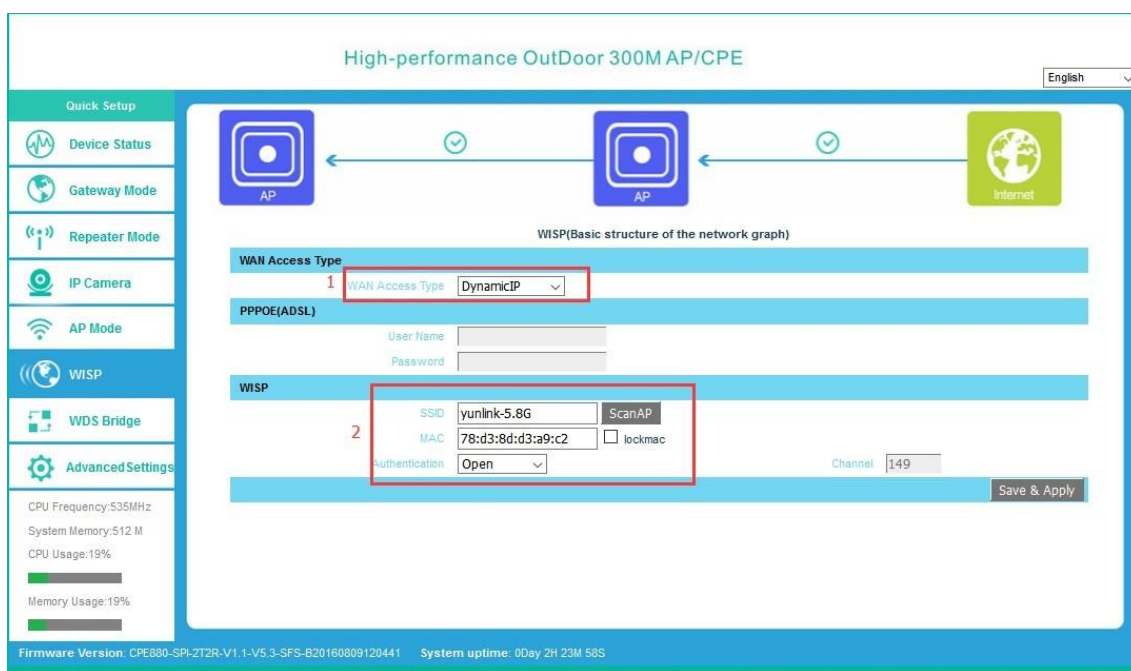 High-performance OutDoor 300M AP/CPE
English
Quick Setup
Device Status
Gateway Mode
Repeater Mode
IP Camera
AP Mode
WISP
WDS Bridge
Advanced Settings
CPU Frequency:535MHz
System Memory:512 M
CPU Usage:19%
Memory Usage:19%
AP
AP
Internet
WISP(Basic structure of the network graph)
WAN Access Type
1 WAN Access Type DynamicIP
PPPOE(ADSL)
User Name
Password
WISP
SSID yunlink-5.8G ScanAP
2 MAC 78:d3:8d:d3:a9:c2 lockmac
Authentication Open Channel 149
Save & Apply
Firmware Version: CPE880-SPI-2T2R-V1.1-V5.3-SFS-B20160809120441 System uptime: 0Day 2H 23M 58S